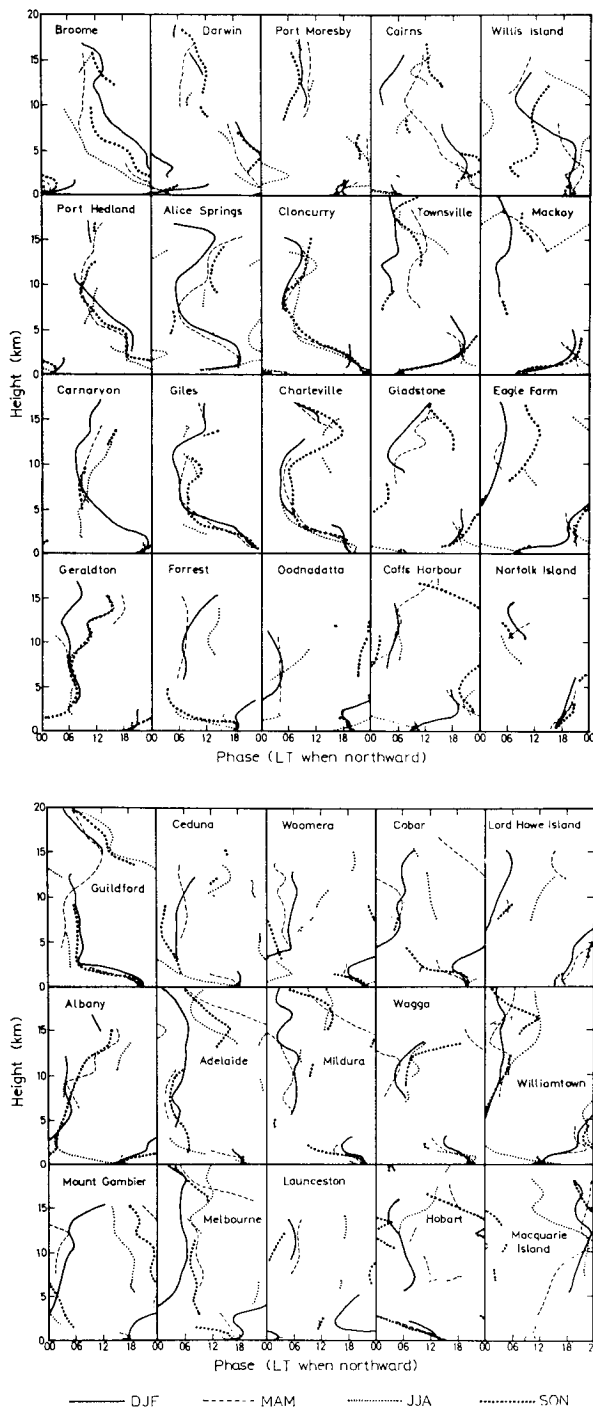 20
Broome Darwin Port Moresby Cairns Willis Island
15
10
5
0
Port Hedland Alice Springs Cloncurry Townsville Mackay
15
10
5
0
Height (km)
Carnarvon Giles Charleville Gladstone Eagle Farm
15
10
5
0
Geraldton Forrest Oodnadatta Coffs Harbour Norfolk Island
15
10
5
0
00 06 12 18 00 06 12 18 00 06 12 18 00 06 12 18 00 06 12 18 00
Phase (LT when northward)
20
Ceduna Woomera Cobar Lord Howe Island
15
Guildford
10
5
0
Albany Wagga
15
Adelaide Mildura
10
Williamtown
5
0
Height (km)
Mount Gambier Launceston
15
Melbourne Hobart
Macquarie
Island
10
5
0
00 06 12 18 00 06 12 18 00 06 12 18 00 06 12 18 00 06 12 18 2
Phase (LT when northward)
DJF MAM JJA SON